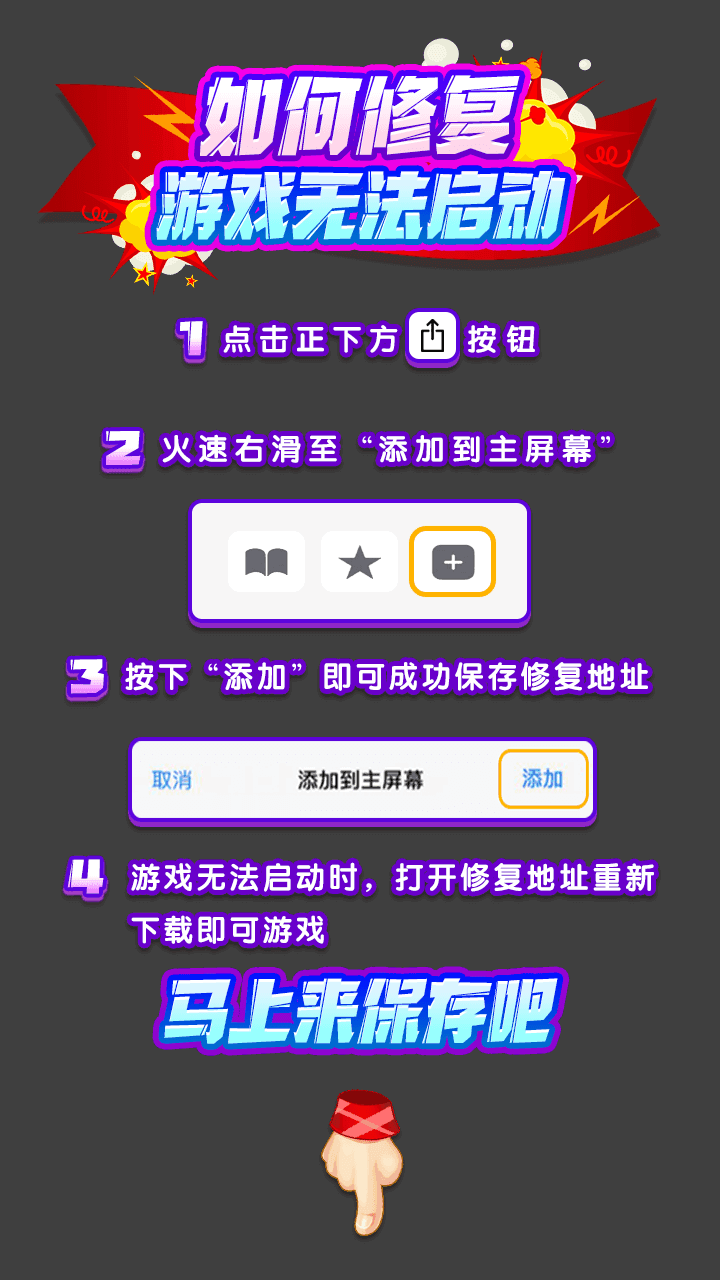 如何修复
游戏无法启动
1 点击正下方 按钮
2 火速右滑至“添加到主屏幕”
3 按下“添加”即可成功保存修复地址
取消 添加到主屏幕 添加
4 游戏无法启动时，打开修复地址重新
下载即可游戏
马上来保存吧